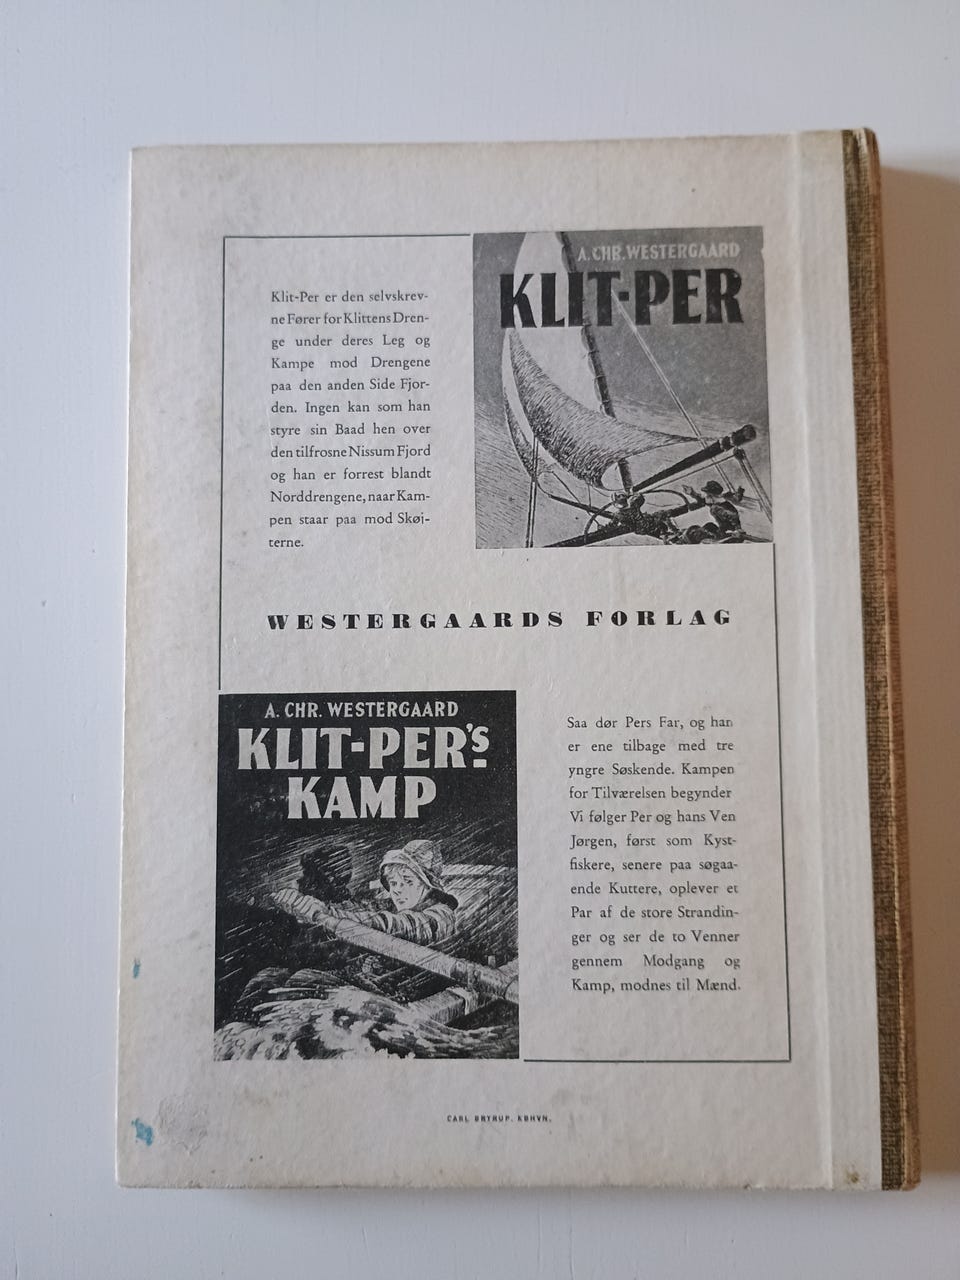 Klit-Per er den selvskrev-
ne Fører for Klittens Dren-
ge under deres Leg og
Kampe mod Drengene
paa den anden Side Fjor-
den. Ingen kan som han
styre sin Baad hen over
den tilfrosne Nissum Fjord
og han er forrest blandt
Norddrengene, naar Kam-
pen staar paa mod Skøj-
terne.
A. CHR. WESTERGAARD
KLIT-PER
WESTERGAARDS FORLAG
A. CHR. WESTERGAARD
KLIT-PER's
KAMP
Saa dør Pers Far, og han
er ene tilbage med tre
yngre Søskende. Kampen
for Tilværelsen begynder
Vi følger Per og hans Ven
Jørgen, først som Kyst-
fiskere, senere paa søgaa-
ende Kuttere, oplever et
Par af de store Strandin-
ger og ser de to Venner
gennem Modgang og
Kamp, modnes til Mænd.
CARL BRYRUP. KBHVN.